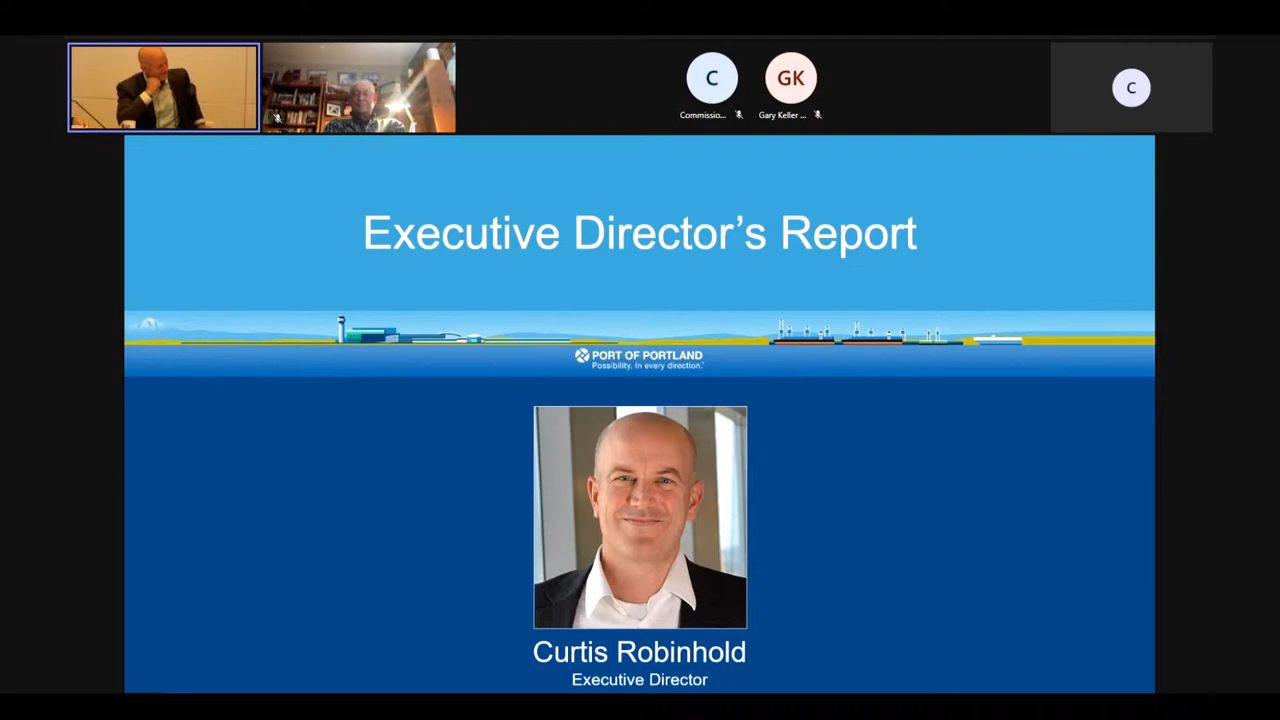 C
GK
Commissio...
Gary Keller ...
C
Executive Director’s Report
PORT OF PORTLAND
Possibility. In every direction.
Curtis Robinhold
Executive Director